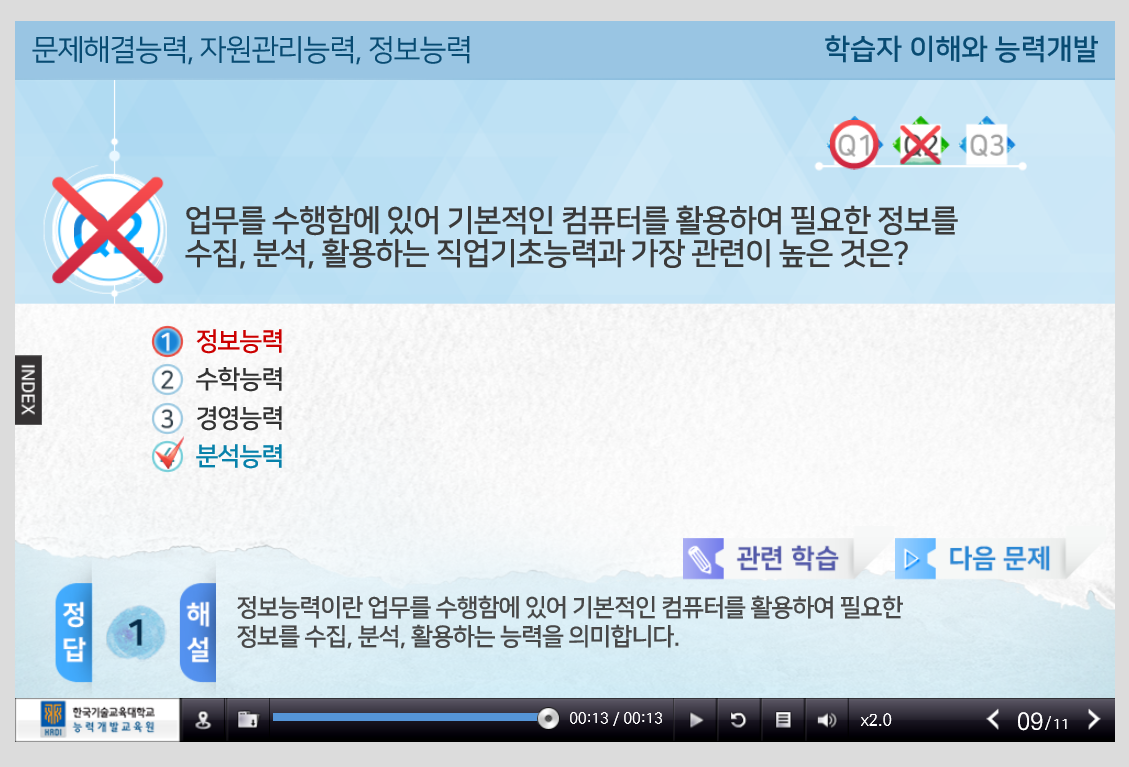 문제해결능력, 자원관리능력, 정보능력
학습자 이해와 능력개발
Q1 Q2 Q3
Q2
업무를 수행함에 있어 기본적인 컴퓨터를 활용하여 필요한 정보를
수집, 분석, 활용하는 직업기초능력과 가장 관련이 높은 것은?
1 정보능력
2 수학능력
3 경영능력
4 분석능력
INDEX
관련 학습
다음 문제
정답
1
해설
정보능력이란 업무를 수행함에 있어 기본적인 컴퓨터를 활용하여 필요한
정보를 수집, 분석, 활용하는 능력을 의미합니다.
HRDI
한국기술교육대학교
능력개발교육원
00:13 / 00:13
x2.0
09/11